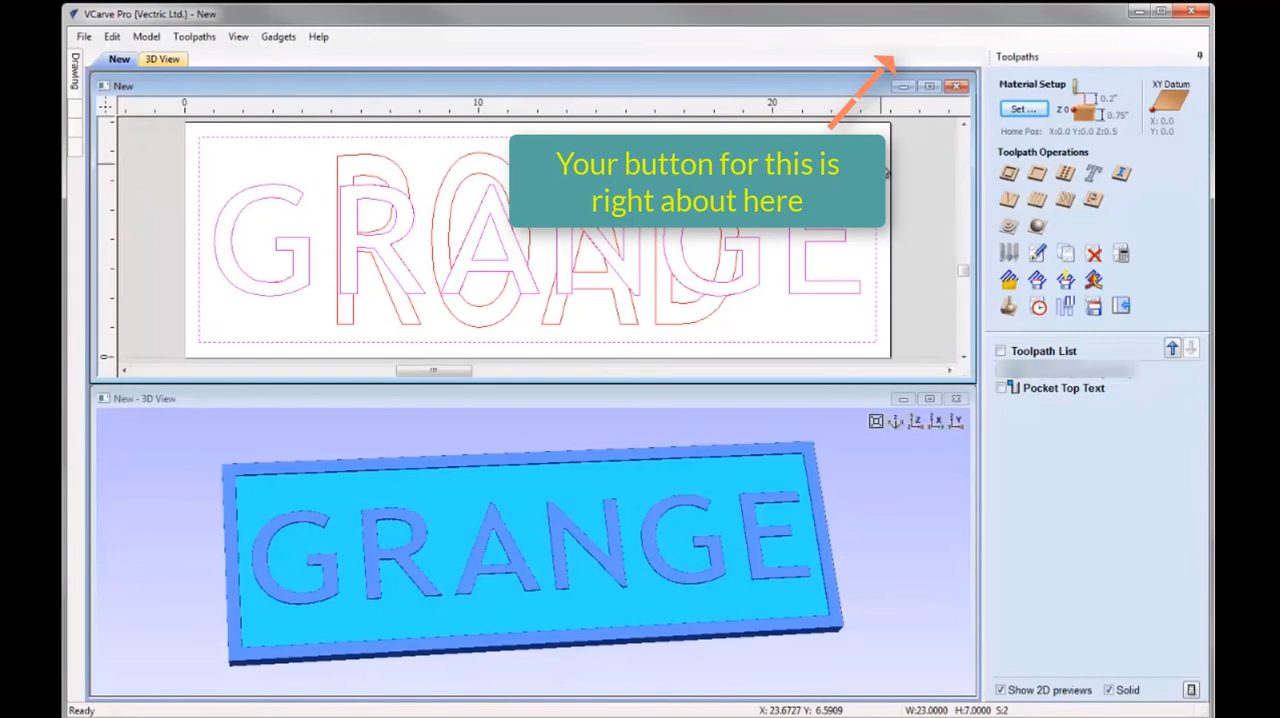 VCarve Pro {Vectric Ltd.} - New
File Edit Model Toolpaths View Gadgets Help
Drawing
New 3D View
Toolpaths
New
0 10 20
Your button for this is
right about here
GRANGE
ROAD
0
Material Setup
Set ...
Z 0
0.2"
0.75"
XY Datum
X: 0.0
Y: 0.0
Home Pos: X:0.0 Y:0.0 Z:0.5
Toolpath Operations
Toolpath List
Pocket Top Text
New - 3D View
Z X Y
GRANGE
Show 2D previews Solid
Ready
X: 23.6727 Y: 6.5909
W:23.0000 H:7.0000 S:2